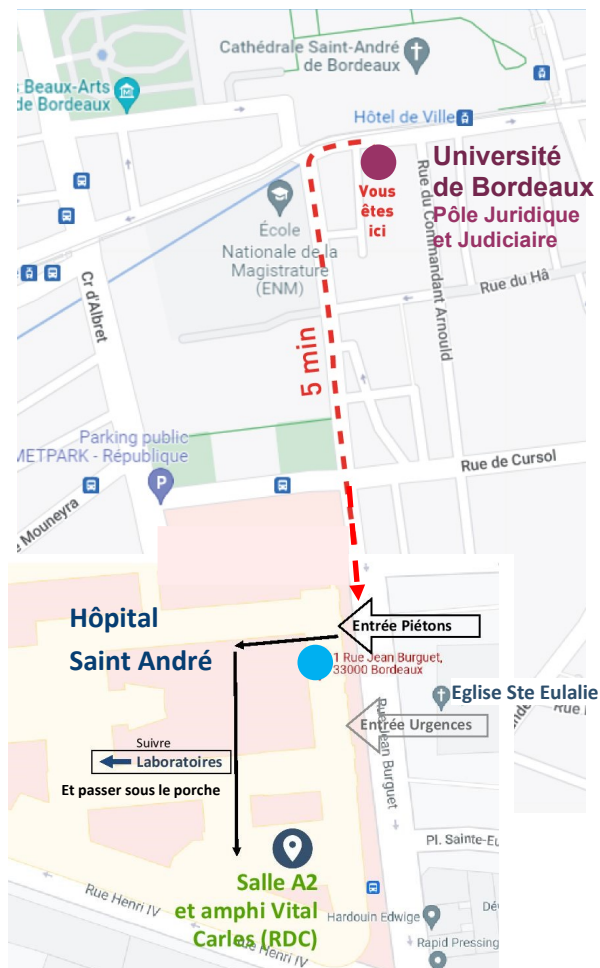 Cathédrale Saint-André
de Bordeaux
Beaux-Arts
de Bordeaux
Hôtel de Ville
Université
de Bordeaux
Pôle Juridique
et Judiciaire
Vous
êtes
ici
École
Nationale de la
Magistrature
(ENM)
Rue du Commandant Arnould
Rue du Hâ
Cr d'Albret
5 min
Parking public
METPARK - République
P
Rue de Cursol
Mouneyra
Hôpital
Saint André
Entrée Piétons
1 Rue Jean Burguet,
33000 Bordeaux
Eglise Ste Eulalie
Entrée Urgences
Rue Jean Burguet
Suivre
Laboratoires
Et passer sous le porche
Pl. Sainte-Eu
Salle A2
et amphi Vital
Carles (RDC)
Rue Henri IV
Rue Henri IV
Hardouin Edwige
Rapid Pressing